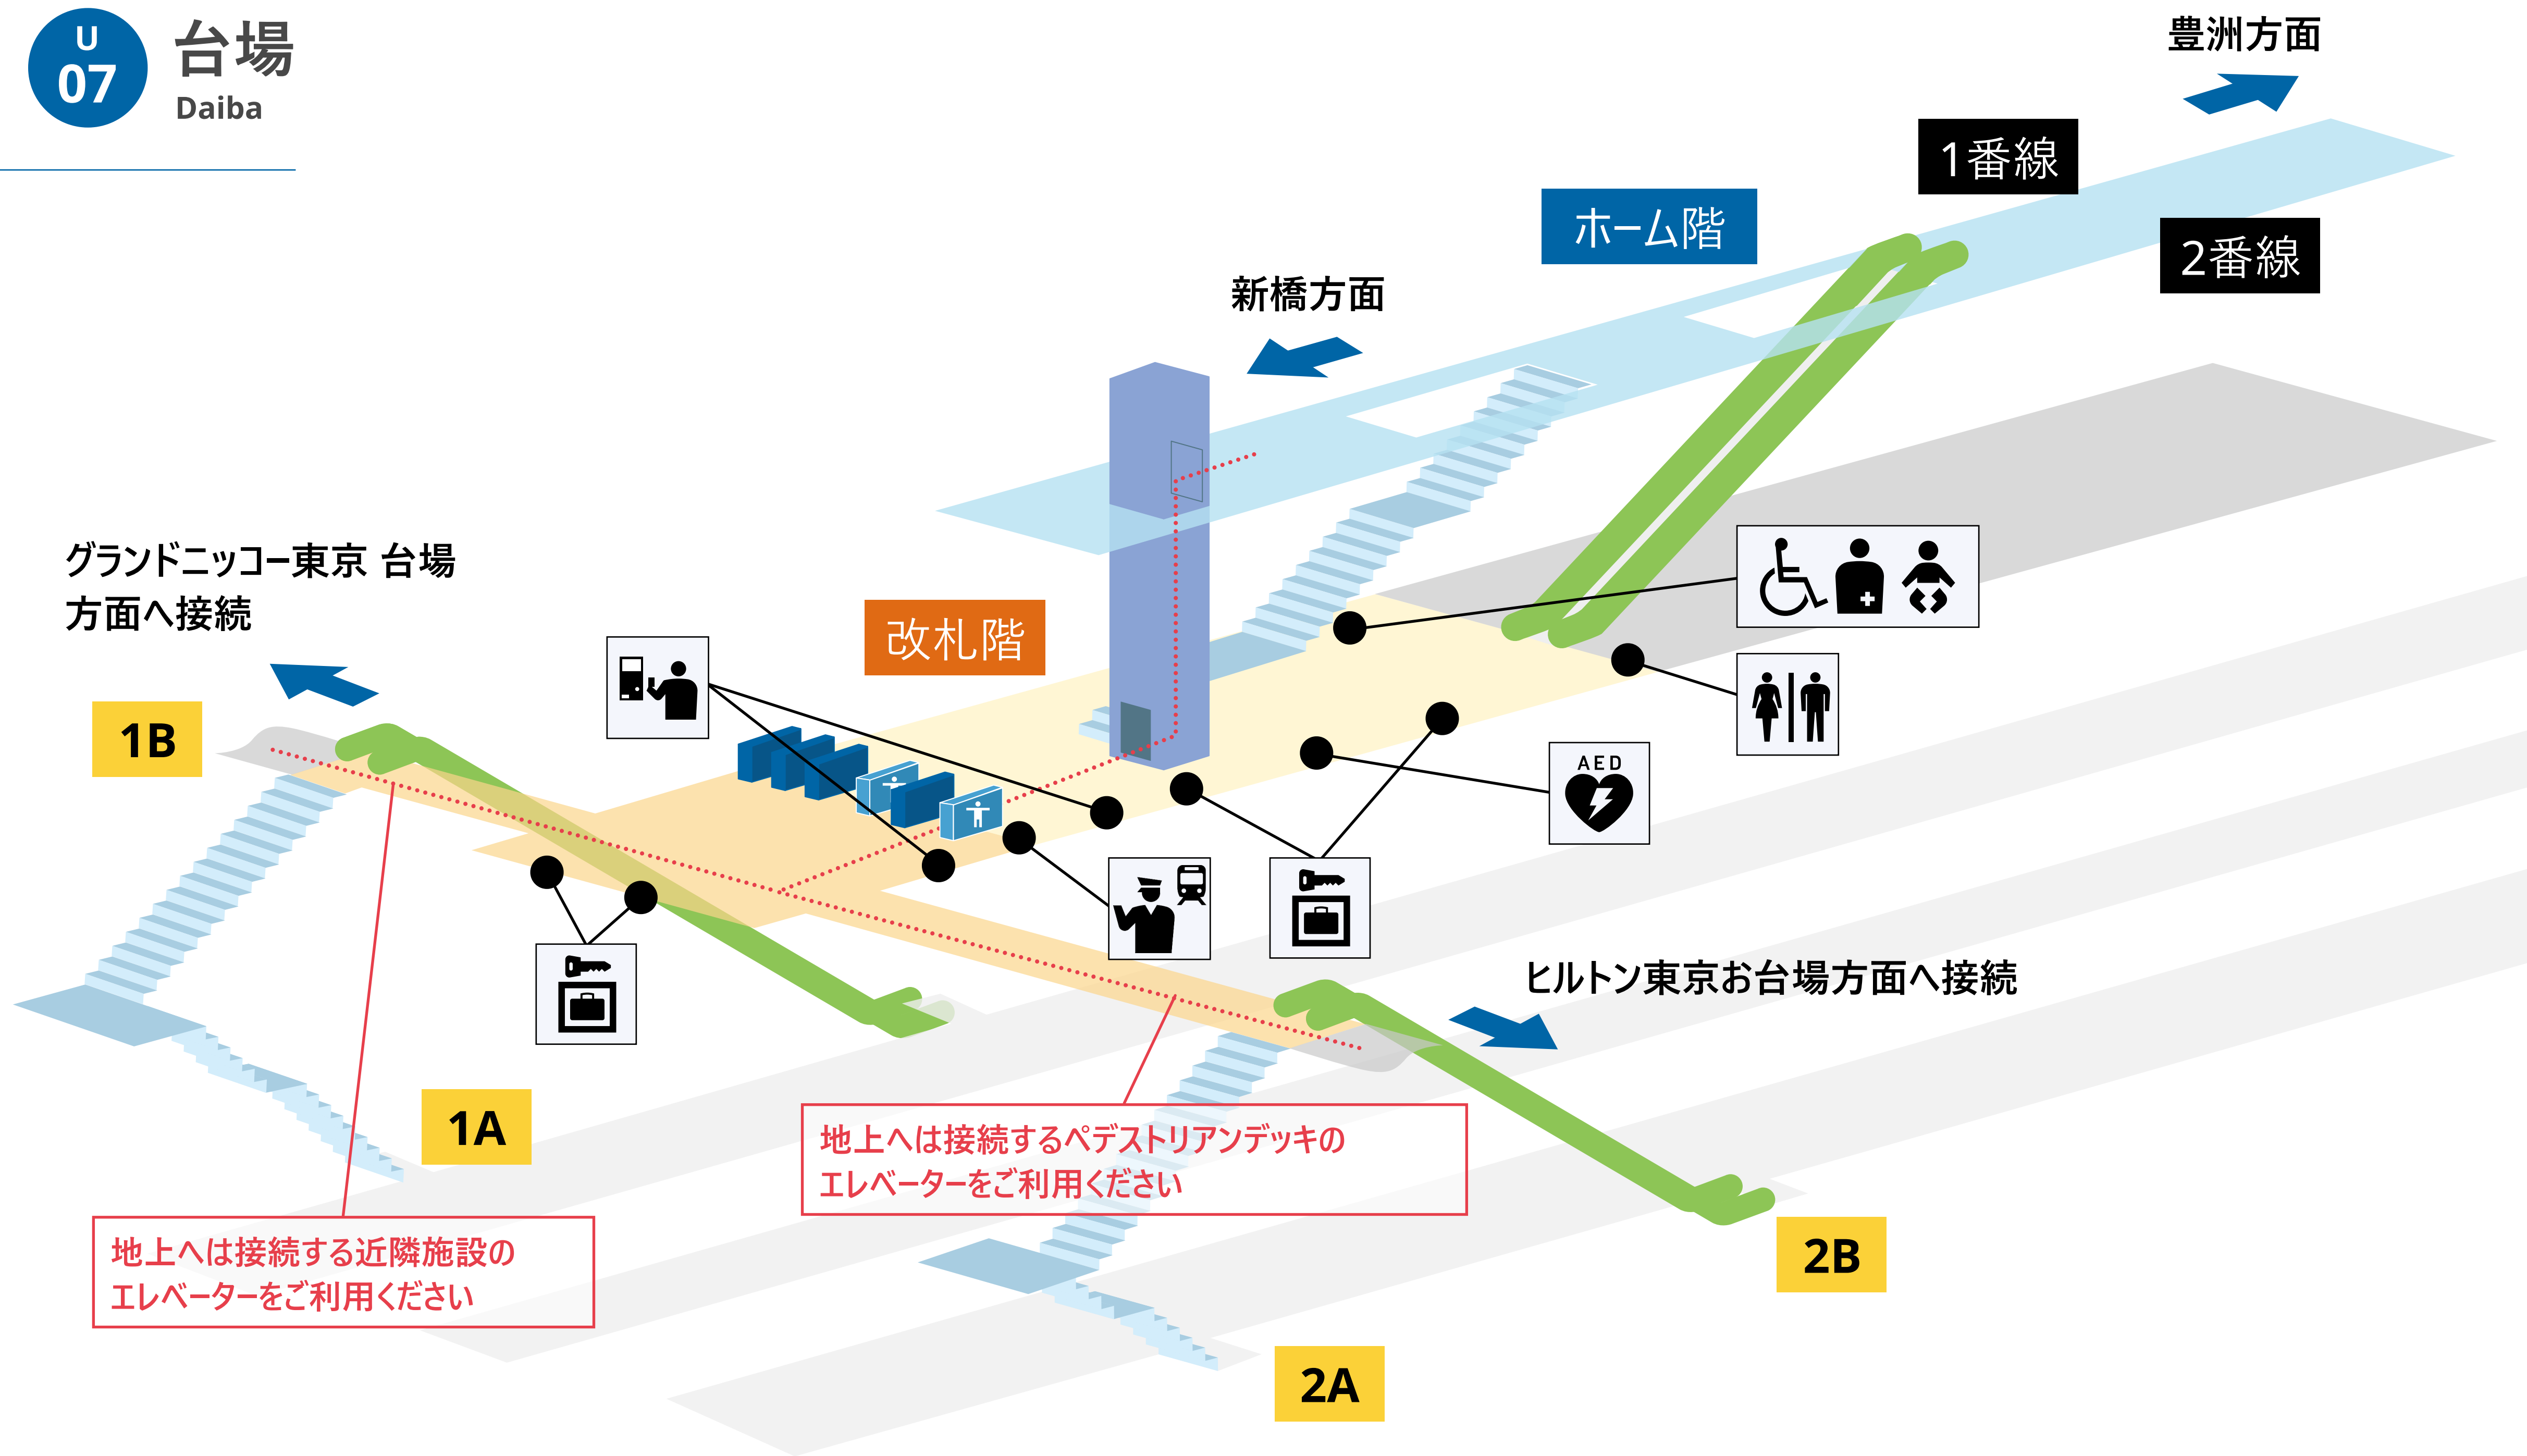 U
07
台場
Daiba
豊洲方面
1番線
ホーム階
2番線
新橋方面
グランドニッコー東京 台場
方面へ接続
改札階
1B
AED
ヒルトン東京お台場方面へ接続
1A
地上へは接続するペデストリアンデッキの
エレベーターをご利用ください
地上へは接続する近隣施設の
エレベーターをご利用ください
2B
2A